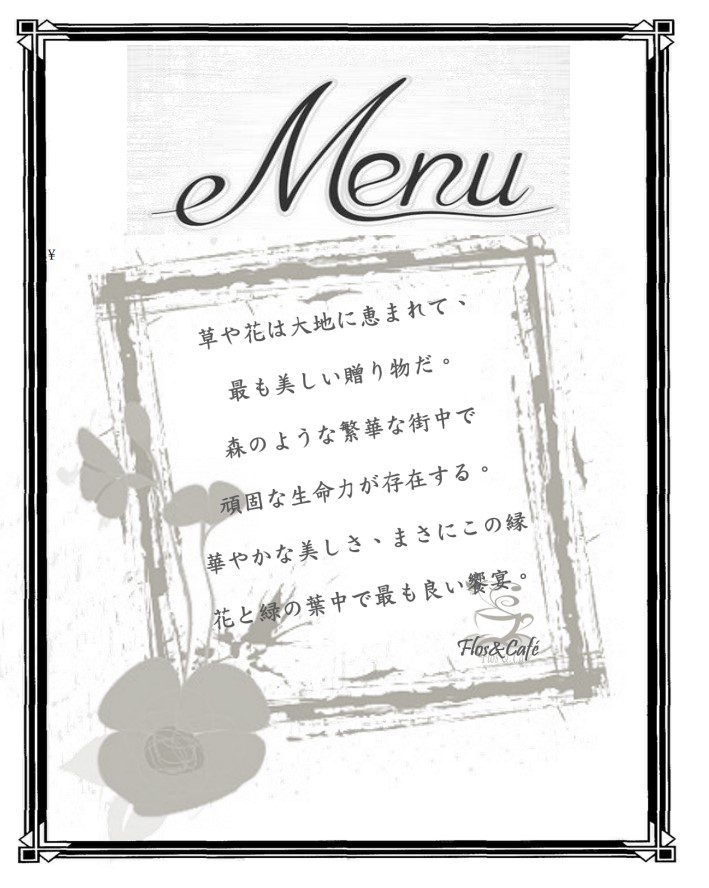 Menu
¥
草や花は大地に恵まれて、
最も美しい贈り物だ。
森のような繁華な街中で
頑固な生命力が存在する。
華やかな美しさ、まさにこの縁
花と緑の葉中で最も良い饗宴。
Flos&Café